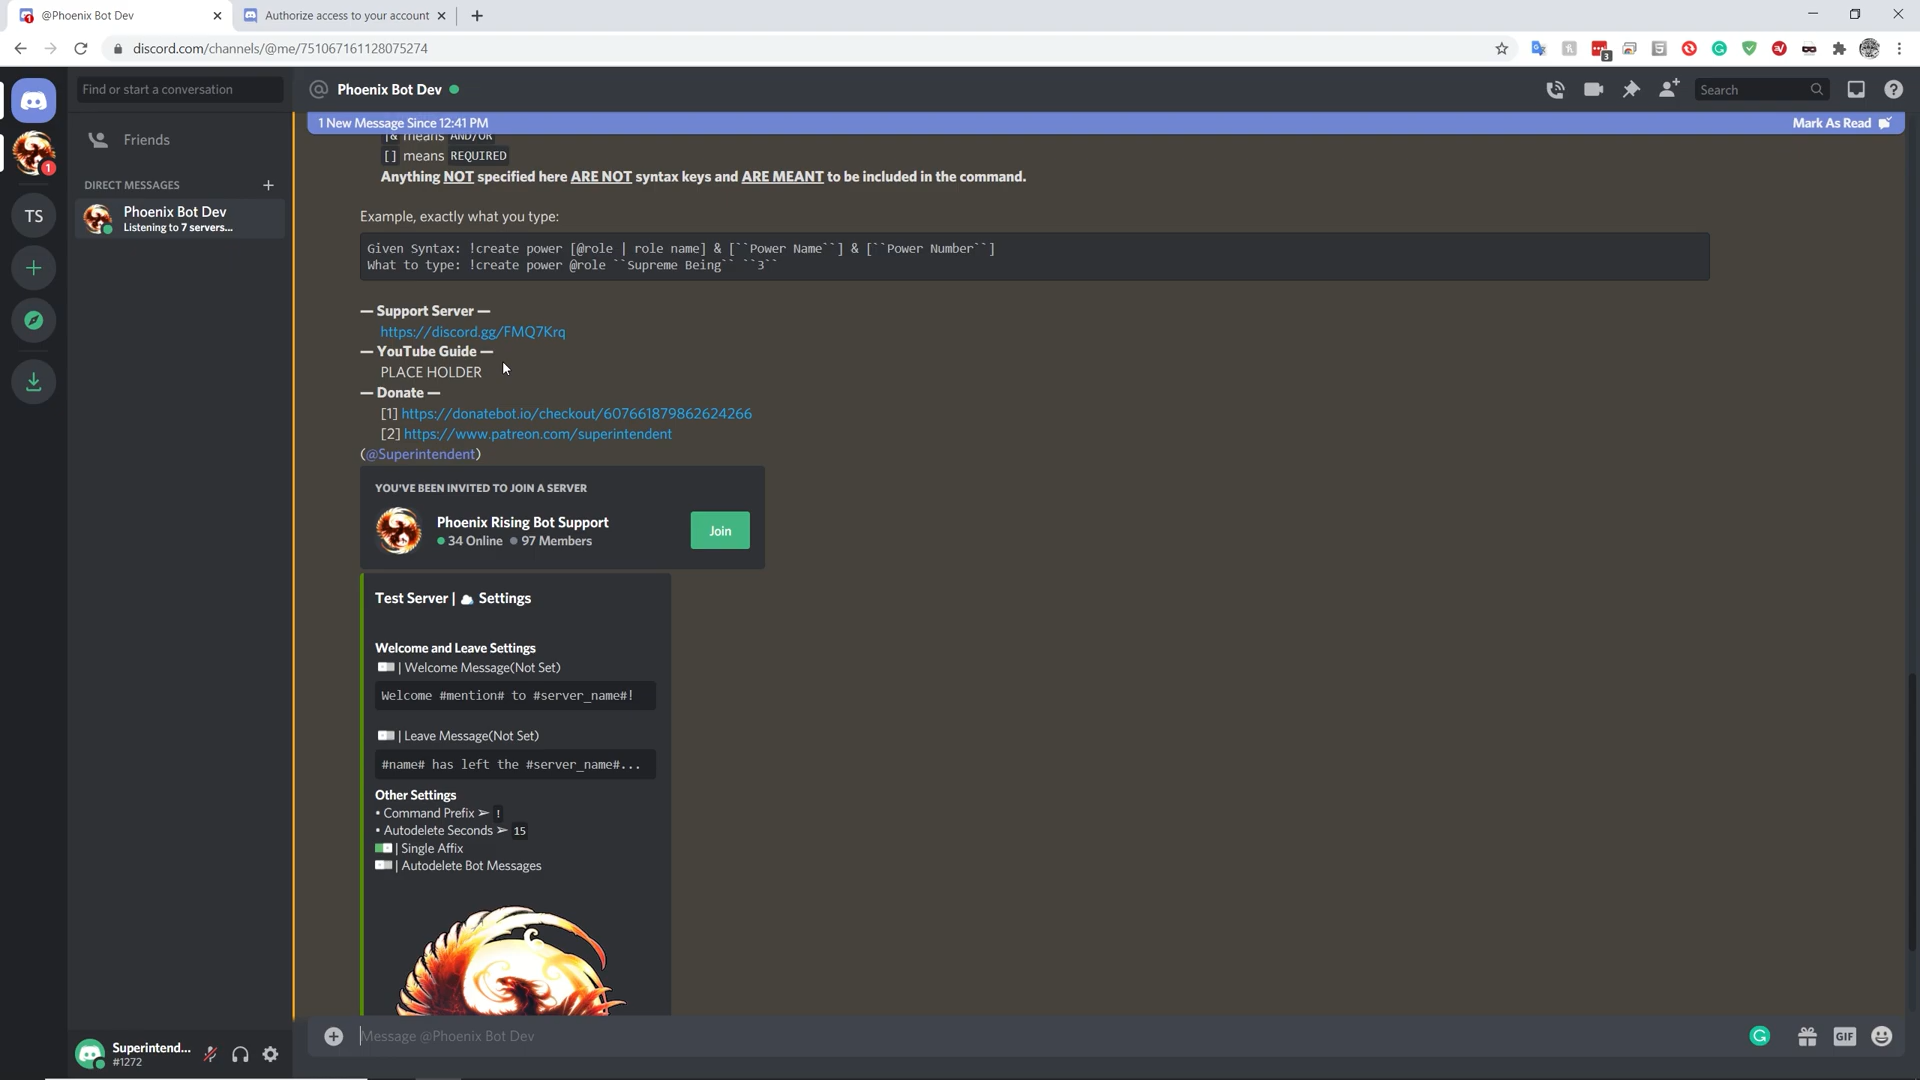 @Phoenix Bot Dev
Authorize access to your account
discord.com/channels/@me/751067161128075274
3
Find or start a conversation
Phoenix Bot Dev
Search
1 New Message Since 12:41 PM
Mark As Read
Friends
DIRECT MESSAGES
Phoenix Bot Dev
Listening to 7 servers...
1
TS
|& means AND/OR
[] means REQUIRED
Anything NOT specified here ARE NOT syntax keys and ARE MEANT to be included in the command.
Example, exactly what you type:
Given Syntax: !create power [@role | role name] & [``Power Name``] & [``Power Number``]
What to type: !create power @role ``Supreme Being`` ``3``
— Support Server —
https://discord.gg/FMQ7Krq
— YouTube Guide —
PLACE HOLDER
— Donate —
[1] https://donatebot.io/checkout/607661879862624266
[2] https://www.patreon.com/superintendent
(@Superintendent)
YOU'VE BEEN INVITED TO JOIN A SERVER
Phoenix Rising Bot Support
34 Online 97 Members
Join
Test Server | Settings
Welcome and Leave Settings
| Welcome Message(Not Set)
Welcome #mention# to #server_name#!
| Leave Message(Not Set)
#name# has left the #server_name#...
Other Settings
• Command Prefix ➢ !
• Autodelete Seconds ➢ 15
| Single Affix
| Autodelete Bot Messages
Message @Phoenix Bot Dev
GIF
Superintend...
#1272